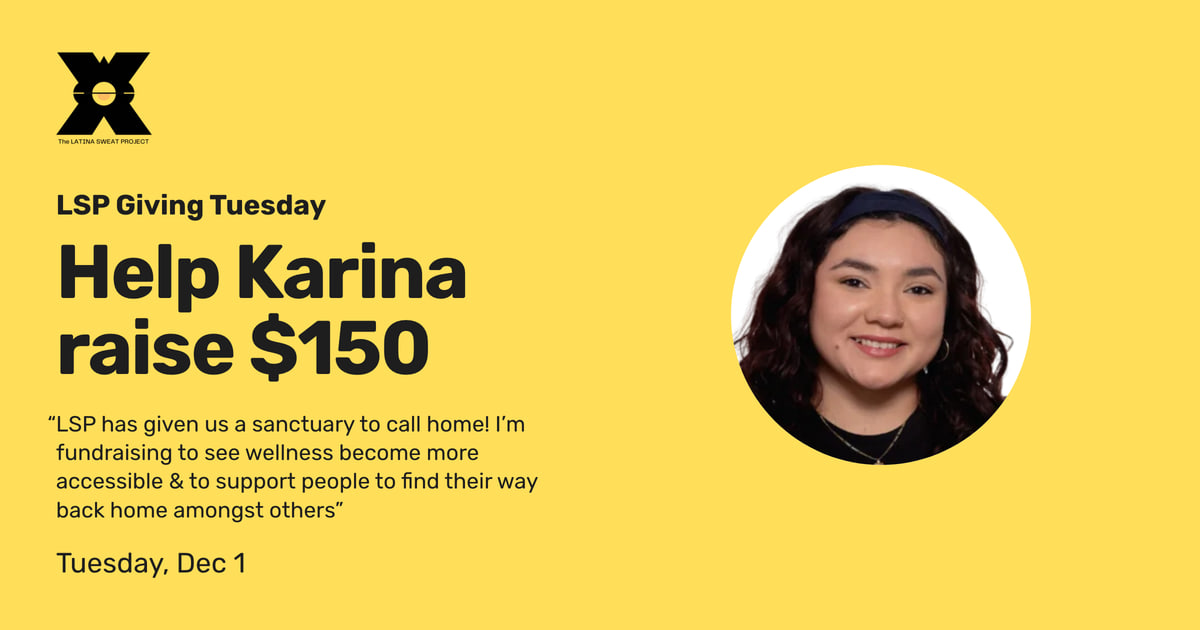 The LATINA SWEAT PROJECT
LSP Giving Tuesday
Help Karina
raise $150
“LSP has given us a sanctuary to call home! I’m
fundraising to see wellness become more
accessible & to support people to find their way
back home amongst others”
Tuesday, Dec 1